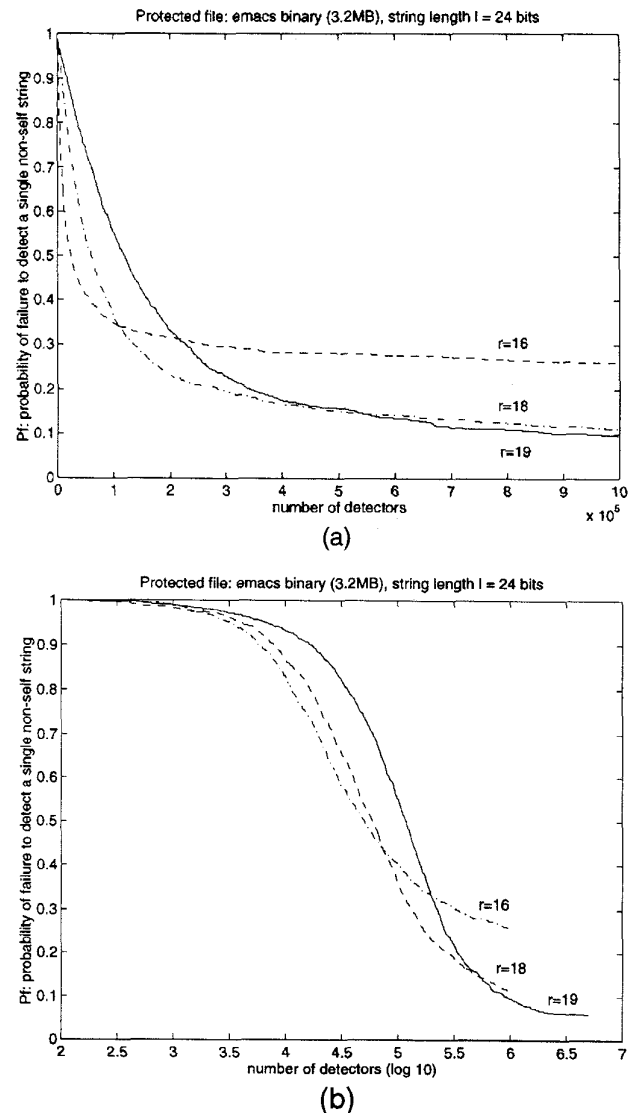 Protected file: emacs binary (3.2MB), string length l = 24 bits
Pf: probability of failure to detect a single non-self string
1
0.9
0.8
0.7
0.6
0.5
0.4
0.3
0.2
0.1
0
r=16
r=18
r=19
0 1 2 3 4 5 6 7 8 9 10
number of detectors
x 10^5
(a)
Protected file: emacs binary (3.2MB), string length l = 24 bits
Pf: probability of failure to detect a single non-self string
1
0.9
0.8
0.7
0.6
0.5
0.4
0.3
0.2
0.1
0
r=16
r=18
r=19
2 2.5 3 3.5 4 4.5 5 5.5 6 6.5 7
number of detectors (log 10)
(b)